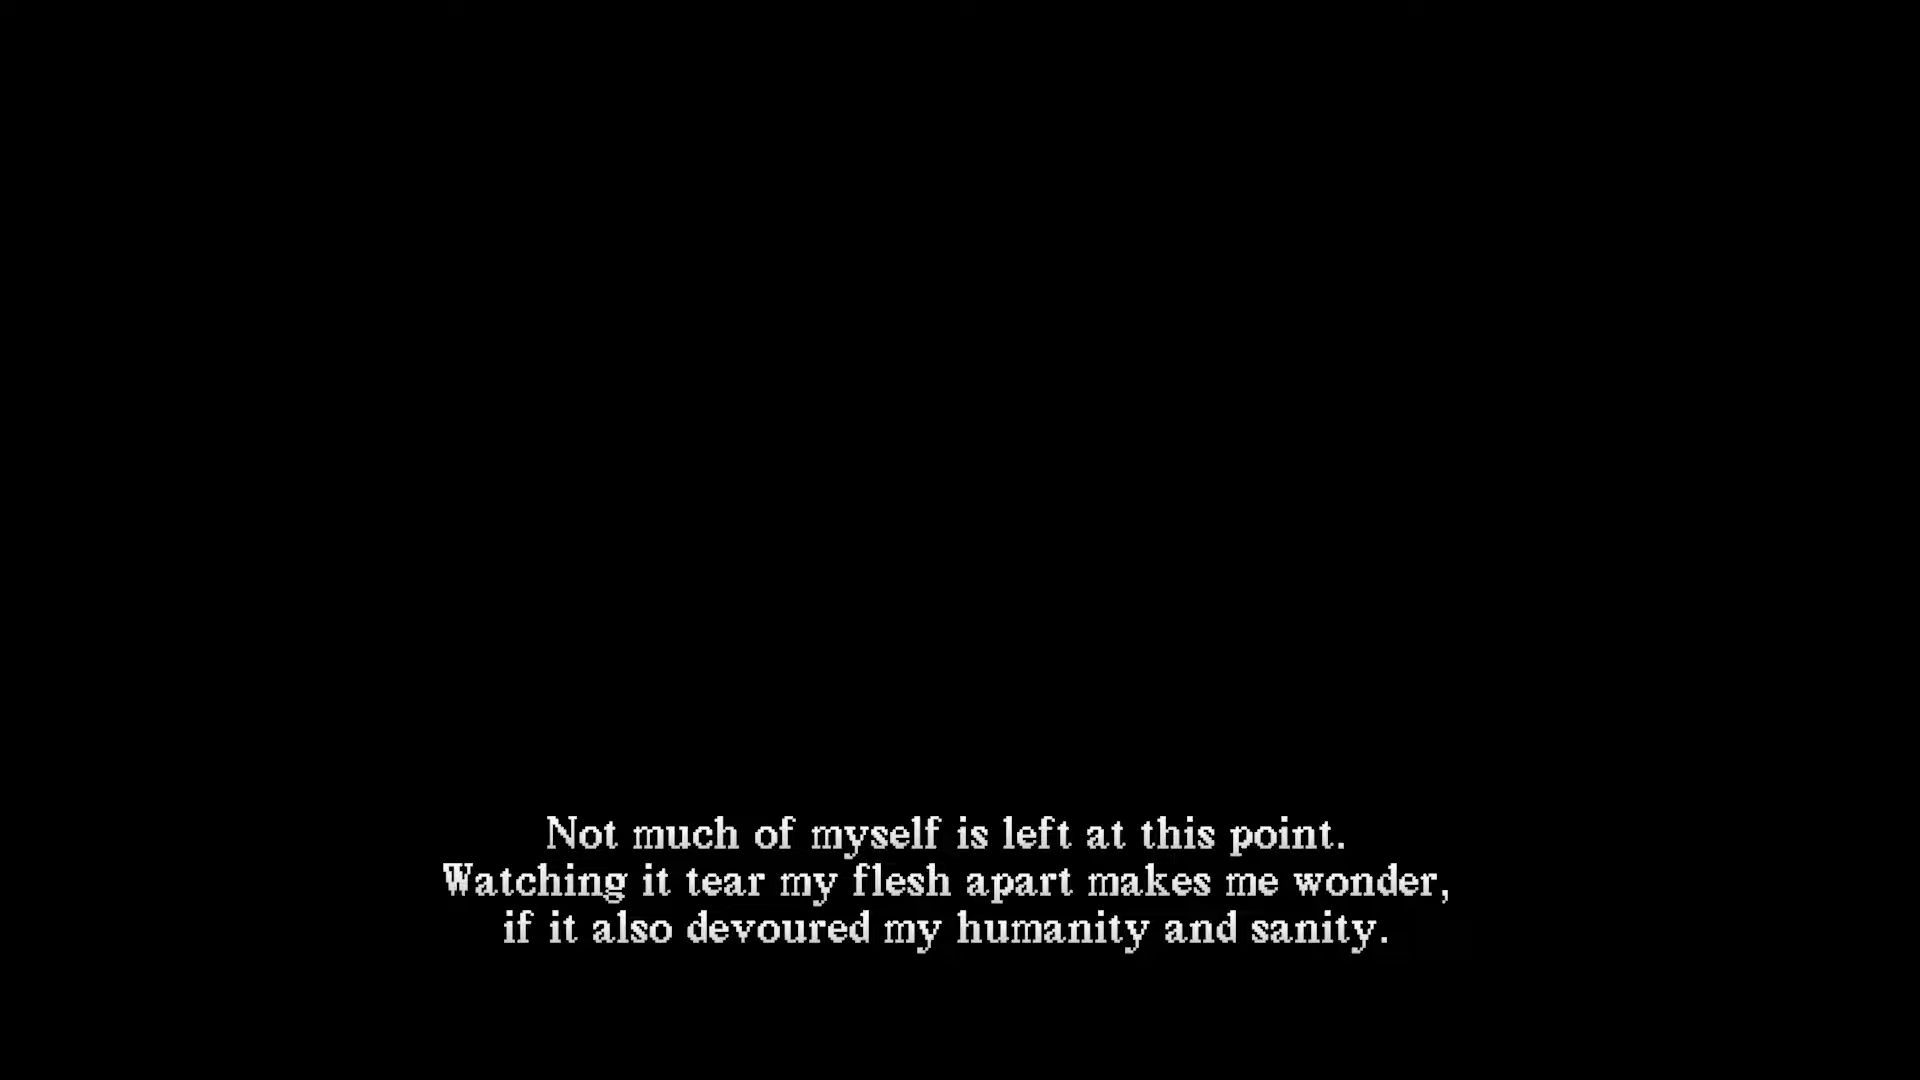 Not much of myself is left at this point.
Watching it tear my flesh apart makes me wonder,
if it also devoured my humanity and sanity.